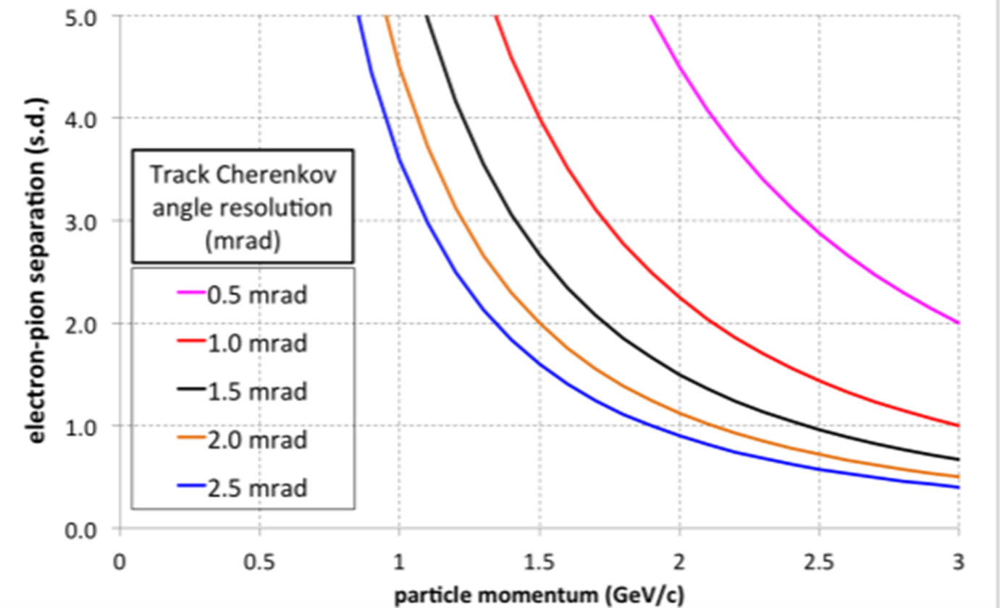 5.0
4.0
3.0
2.0
1.0
0.0
electron-pion separation (s.d.)
Track Cherenkov
angle resolution
(mrad)
0.5 mrad
1.0 mrad
1.5 mrad
2.0 mrad
2.5 mrad
0 0.5 1 1.5 2 2.5 3
particle momentum (GeV/c)